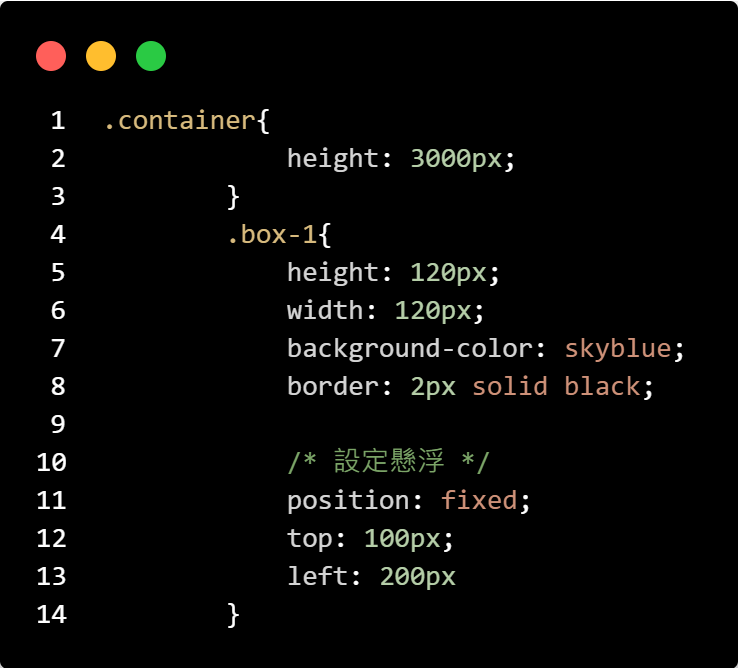 1 .container{
2             height: 3000px;
3         }
4         .box-1{
5             height: 120px;
6             width: 120px;
7             background-color: skyblue;
8             border: 2px solid black;
9
10             /* 設定懸浮 */
11             position: fixed;
12             top: 100px;
13             left: 200px
14         }